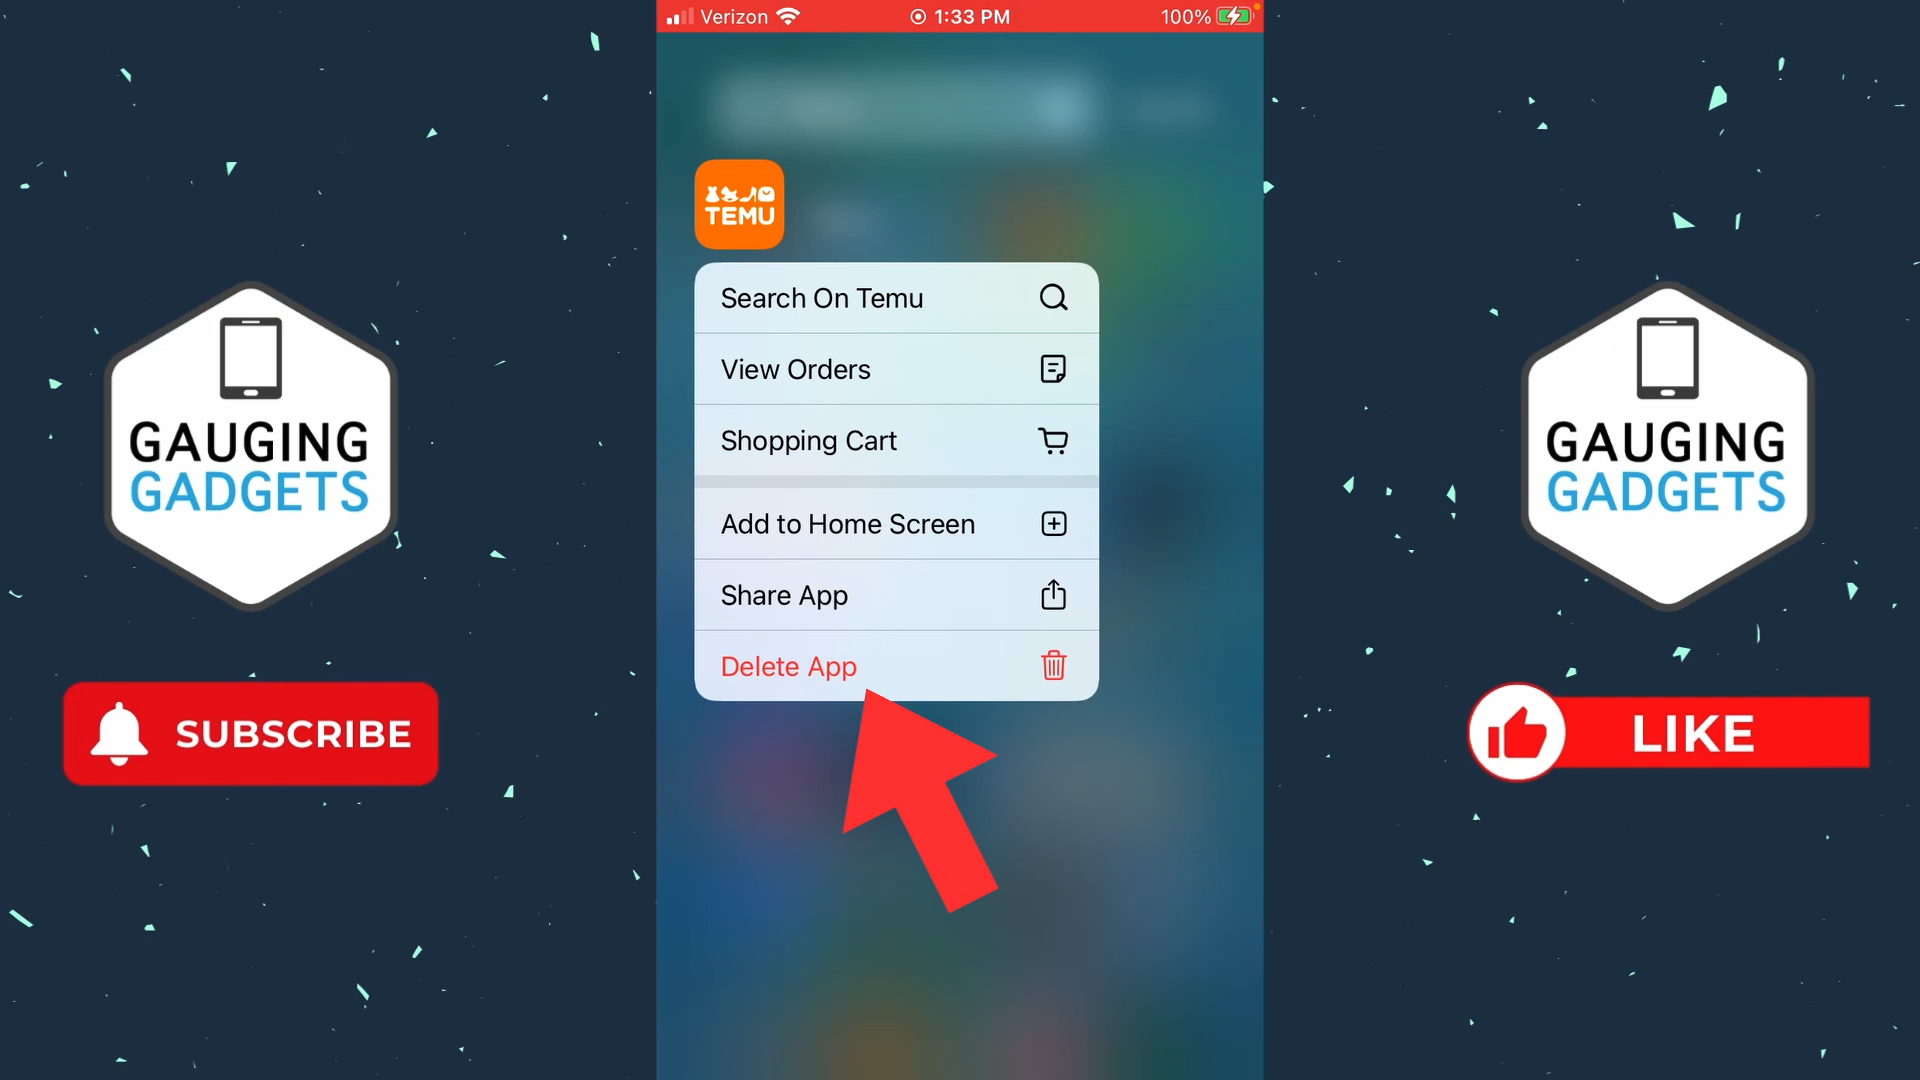 Verizon 1:33 PM 100%
TEMU
Search On Temu
View Orders
Shopping Cart
Add to Home Screen
Share App
Delete App
GAUGING
GADGETS
SUBSCRIBE
GAUGING
GADGETS
LIKE